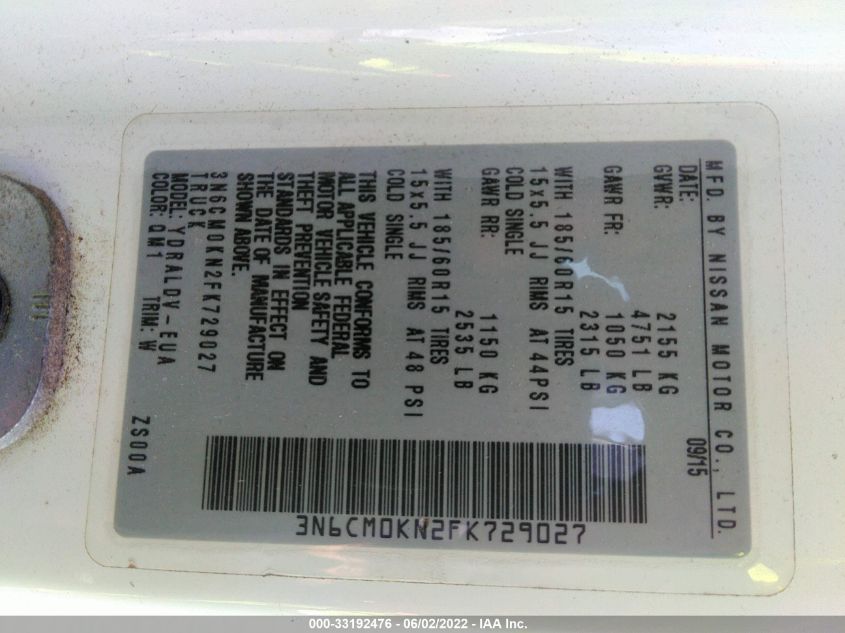 MFD. BY NISSAN MOTOR CO., LTD.
DATE: 09/15
GVWR: 2155 KG
4751 LB
GAWR FR: 1050 KG
2315 LB
WITH 185/60R15 TIRES
15x5.5 JJ RIMS AT 44PSI
COLD SINGLE
GAWR RR: 1150 KG
2535 LB
WITH 185/60R15 TIRES
15x5.5 JJ RIMS AT 48 PSI
COLD SINGLE
THIS VEHICLE CONFORMS TO
ALL APPLICABLE FEDERAL
MOTOR VEHICLE SAFETY AND
THEFT PREVENTION
STANDARDS IN EFFECT ON
THE DATE OF MANUFACTURE
SHOWN ABOVE.
3N6CM0KN2FK729027
TRUCK
MODEL: YDRALDV-EUA
COLOR: QM1 TRIM: W ZS00A
3N6CM0KN2FK729027
000-33192476 - 06/02/2022 - IAA Inc.